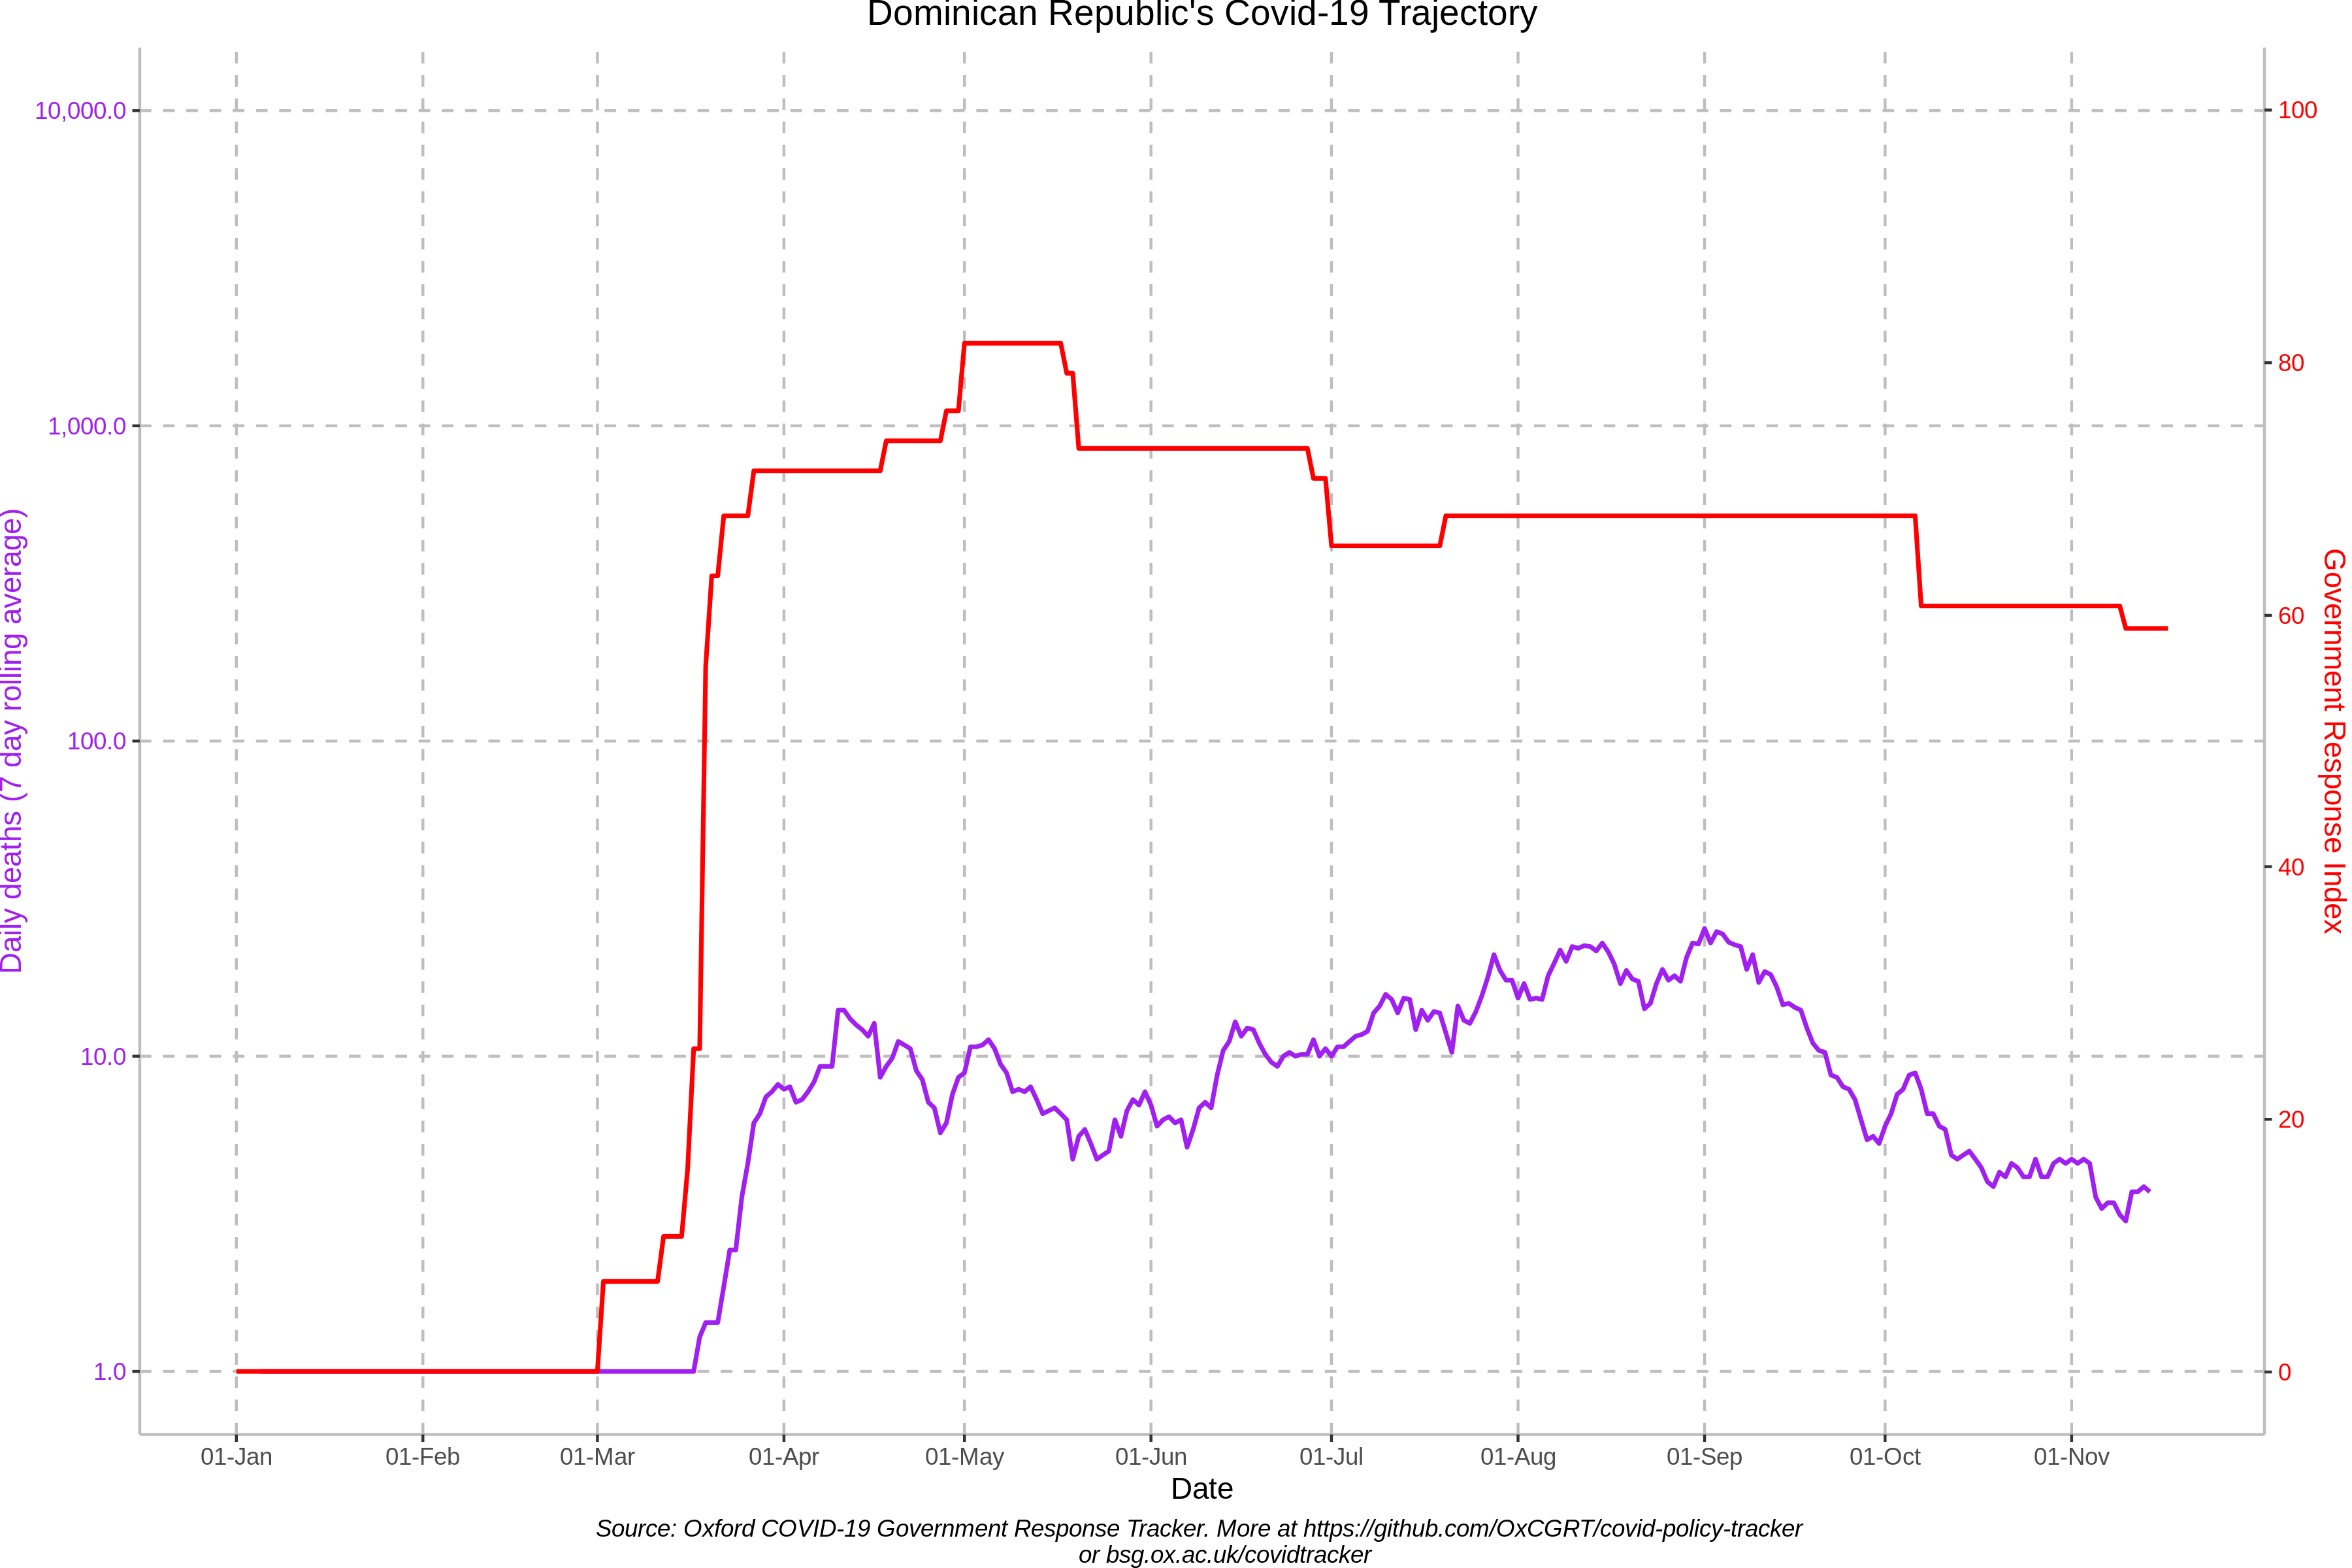 Dominican Republic's Covid-19 Trajectory
10,000.0
1,000.0
100.0
10.0
1.0
Daily deaths (7 day rolling average)
100
80
60
40
20
0
Government Response Index
01-Jan 01-Feb 01-Mar 01-Apr 01-May 01-Jun 01-Jul 01-Aug 01-Sep 01-Oct 01-Nov
Date
Source: Oxford COVID-19 Government Response Tracker. More at https://github.com/OxCGRT/covid-policy-tracker
or bsg.ox.ac.uk/covidtracker